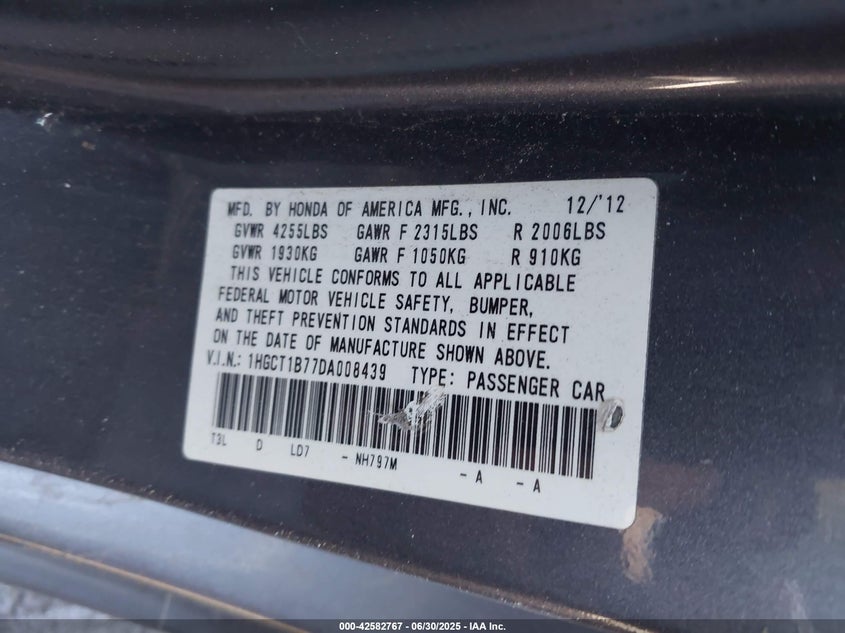 MFD. BY HONDA OF AMERICA MFG., INC. 12/'12
GVWR 4255LBS GAWR F 2315LBS R 2006LBS
GVWR 1930KG GAWR F 1050KG R 910KG
THIS VEHICLE CONFORMS TO ALL APPLICABLE
FEDERAL MOTOR VEHICLE SAFETY, BUMPER,
AND THEFT PREVENTION STANDARDS IN EFFECT
ON THE DATE OF MANUFACTURE SHOWN ABOVE.
V.I.N.: 1HGCT1B77DA008439 TYPE: PASSENGER CAR
T3L D LD7 - NH797M - A - A
000-42582767 - 06/30/2025 - IAA Inc.